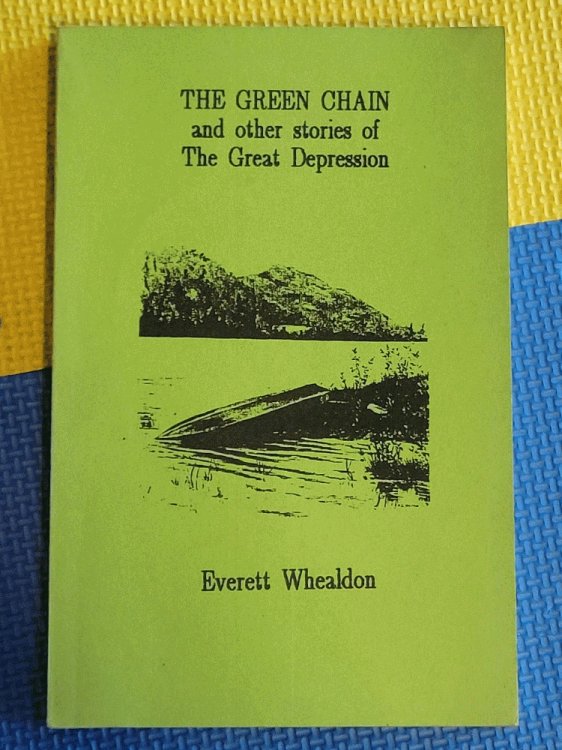 THE GREEN CHAIN
and other stories of
The Great Depression
Everett Whealdon